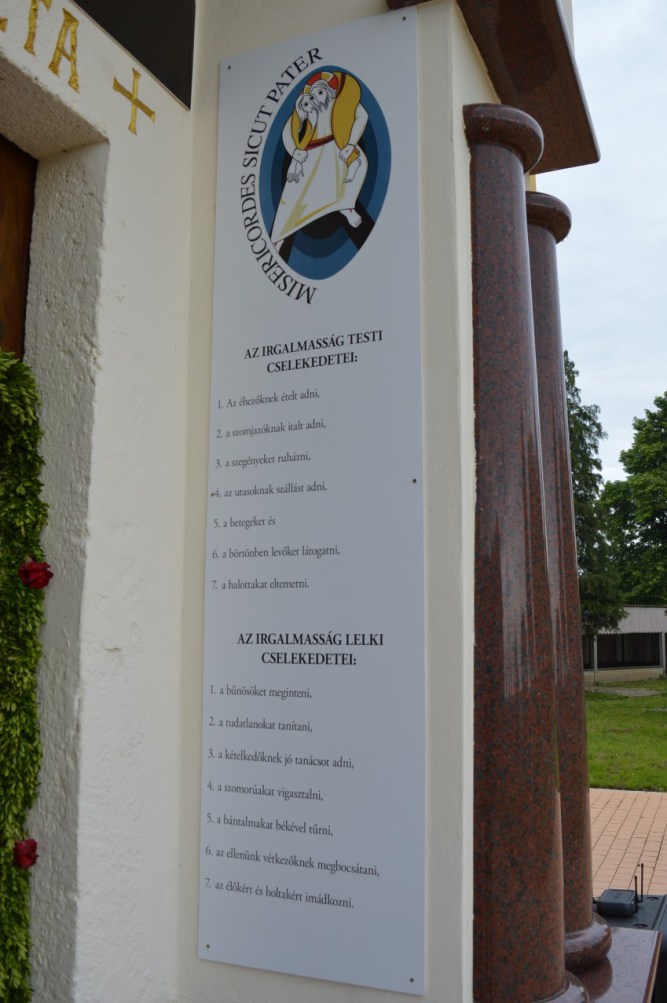 TA +
MISERICORDES SICUT PATER
AZ IRGALMASSÁG TESTI
CSELEKEDETEI:
1. Az éhezőknek ételt adni,
2. a szomjazóknak italt adni,
3. a szegényeket ruházni,
4. az utasoknak szállást adni,
5. a betegeket és
6. a börtönben levőket látogatni,
7. a halottakat eltemetni.
AZ IRGALMASSÁG LELKI
CSELEKEDETEI:
1. a bűnösöket meginteni,
2. a tudatlanokat tanítani,
3. a kételkedőknek jó tanácsot adni,
4. a szomorúakat vigasztalni,
5. a bántalmakat békével tűrni,
6. az ellenünk vétkezőknek megbocsátani,
7. az élőkért és holtakért imádkozni.